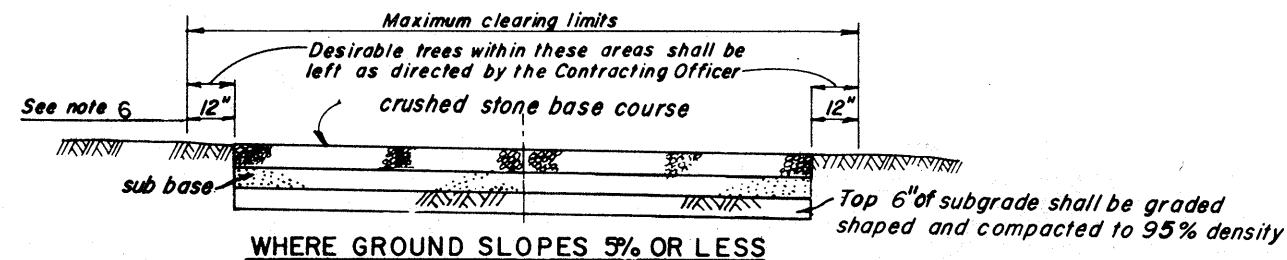 Maximum clearing limits
Desirable trees within these areas shall be
left as directed by the Contracting Officer
See note 6
12"
crushed stone base course
12"
sub base
Top 6" of subgrade shall be graded
shaped and compacted to 95% density
WHERE GROUND SLOPES 5% OR LESS